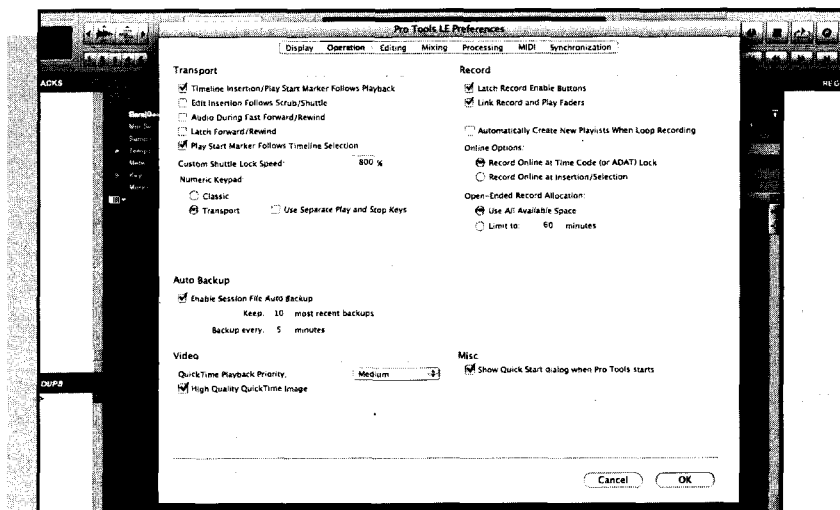 Pro Tools LE Preferences
Display Operation Editing Mixing Processing MIDI Synchronization
Transport
Timeline Insertion/Play Start Marker Follows Playback
Edit Insertion Follows Scrub/Shuttle
Audio During Fast Forward/Rewind
Latch Forward/Rewind
Play Start Marker Follows Timeline Selection
Custom Shuttle Lock Speed: 800 %
Numeric Keypad:
Classic
Transport
Use Separate Play and Stop Keys
Record
Latch Record Enable Buttons
Link Record and Play Faders
Automatically Create New Playlists When Loop Recording
Online Options:
Record Online at Time Code (or ADAT) Lock
Record Online at Insertion/Selection
Open-Ended Record Allocation:
Use All Available Space
Limit to: 60 minutes
Auto Backup
Enable Session File Auto Backup
Keep. 10 most recent backups
Backup every. 5 minutes
Video
QuickTime Playback Priority. Medium
High Quality QuickTime Image
Misc
Show Quick Start dialog when Pro Tools starts
Cancel OK
ACKS
REG
OUPS